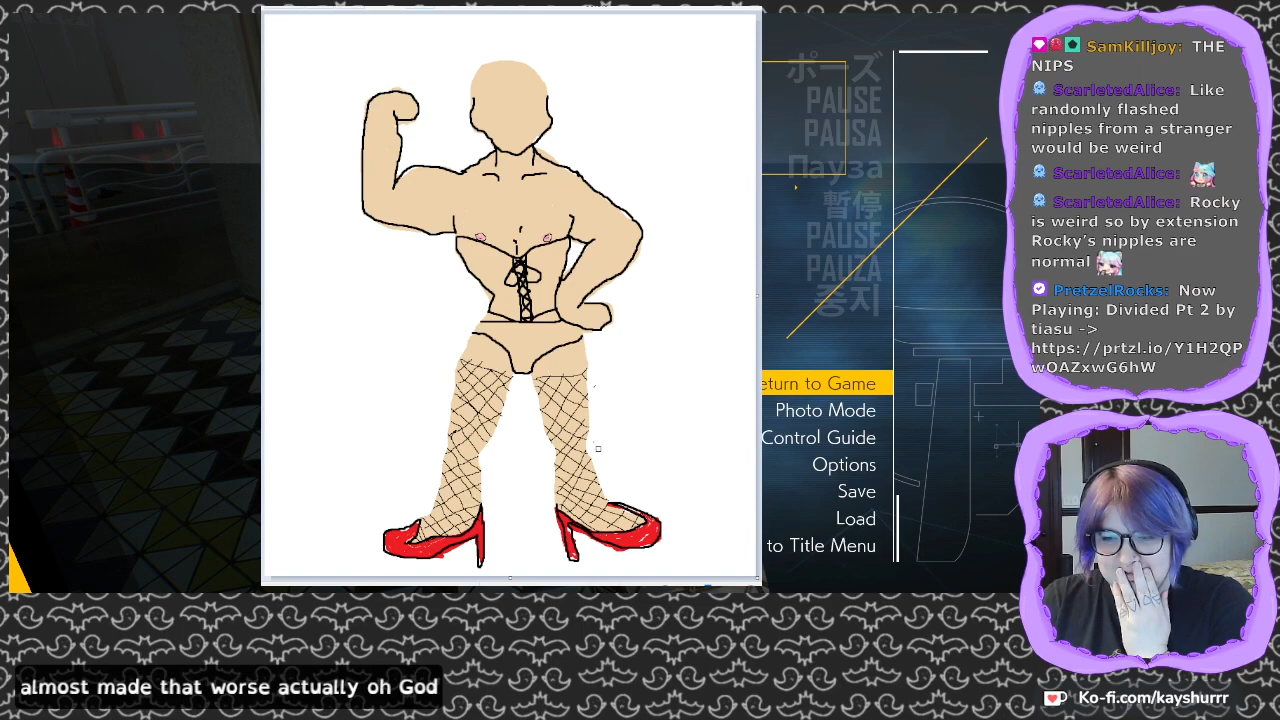 ポーズ
PAUSE
PAUSA
Пауза
暫停
PAUSE
PAUZA
중지
eturn to Game
Photo Mode
Control Guide
Options
Save
Load
to Title Menu
SamKilljoy: THE
NIPS
ScarletedAlice: Like
randomly flashed
nipples from a stranger
would be weird
ScarletedAlice:
ScarletedAlice: Rocky
is weird so by extension
Rocky's nipples are
normal
PretzelRocks: Now
Playing: Divided Pt 2 by
tiasu ->
https://prtzl.io/Y1H2QP
wOAZxwG6hW
almost made that worse actually oh God
Ko-fi.com/kayshurrr